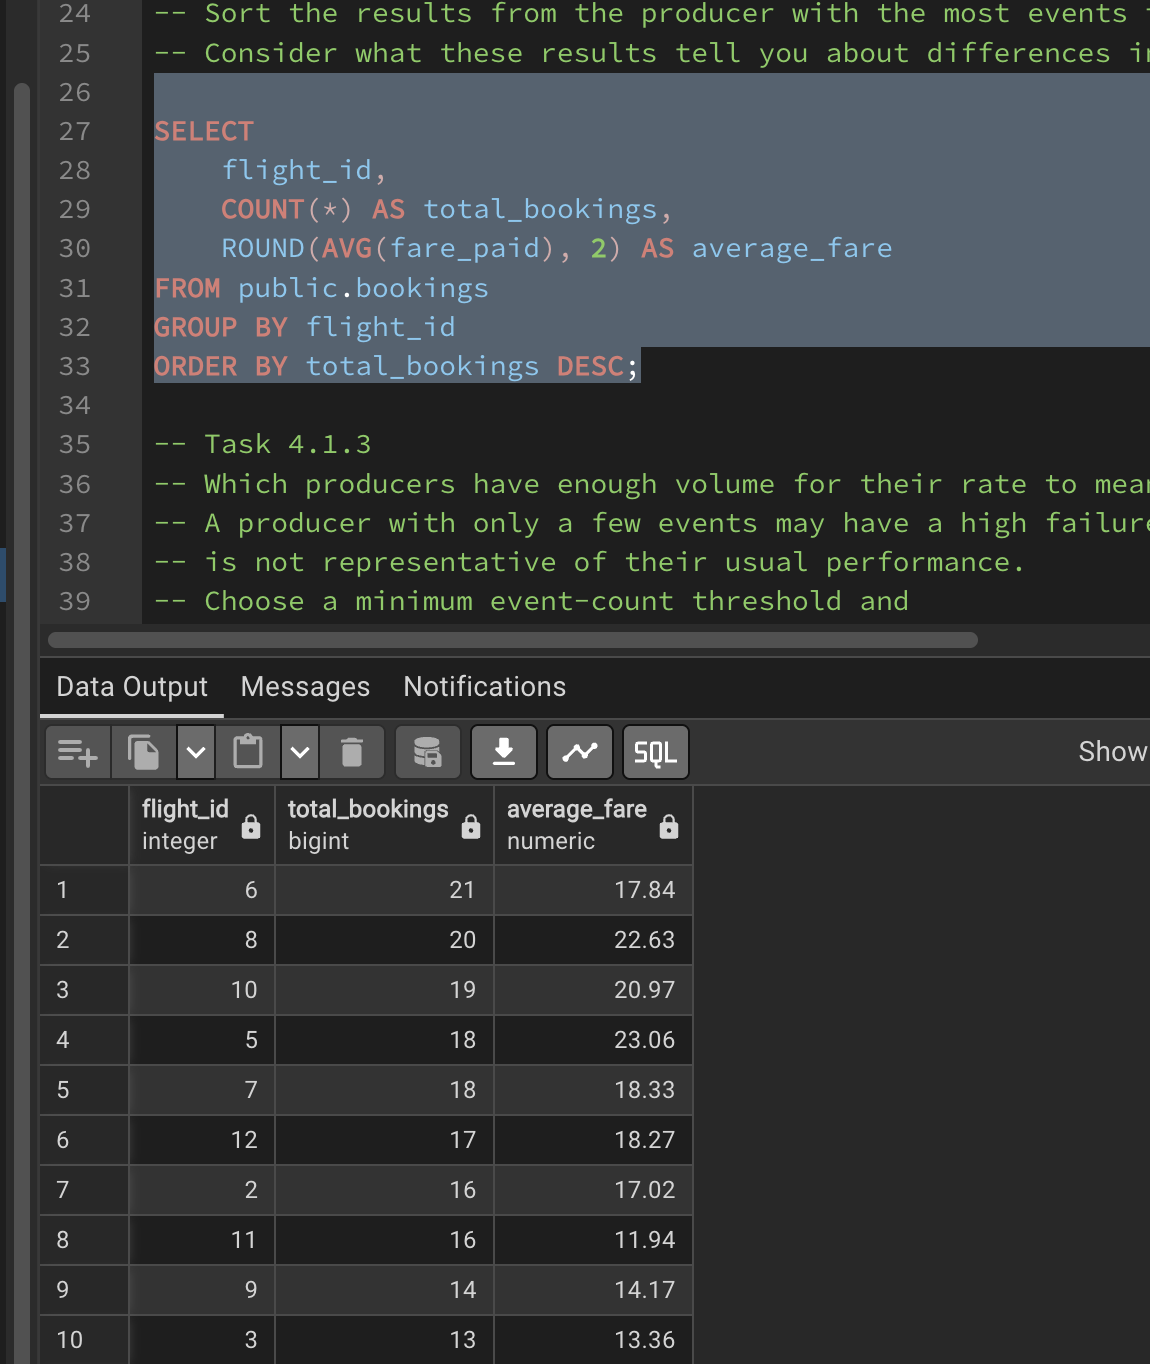 24 -- Sort the results from the producer with the most events
25 -- Consider what these results tell you about differences
26
27 SELECT
28 flight_id,
29 COUNT(*) AS total_bookings,
30 ROUND(AVG(fare_paid), 2) AS average_fare
31 FROM public.bookings
32 GROUP BY flight_id
33 ORDER BY total_bookings DESC;
34
35 -- Task 4.1.3
36 -- Which producers have enough volume for their rate to
37 -- A producer with only a few events may have a high
38 -- is not representative of their usual performance.
39 -- Choose a minimum event-count threshold and
Data Output Messages Notifications
SQL Show
flight_id total_bookings average_fare
integer bigint numeric
1 6 21 17.84
2 8 20 22.63
3 10 19 20.97
4 5 18 23.06
5 7 18 18.33
6 12 17 18.27
7 2 16 17.02
8 11 16 11.94
9 9 14 14.17
10 3 13 13.36